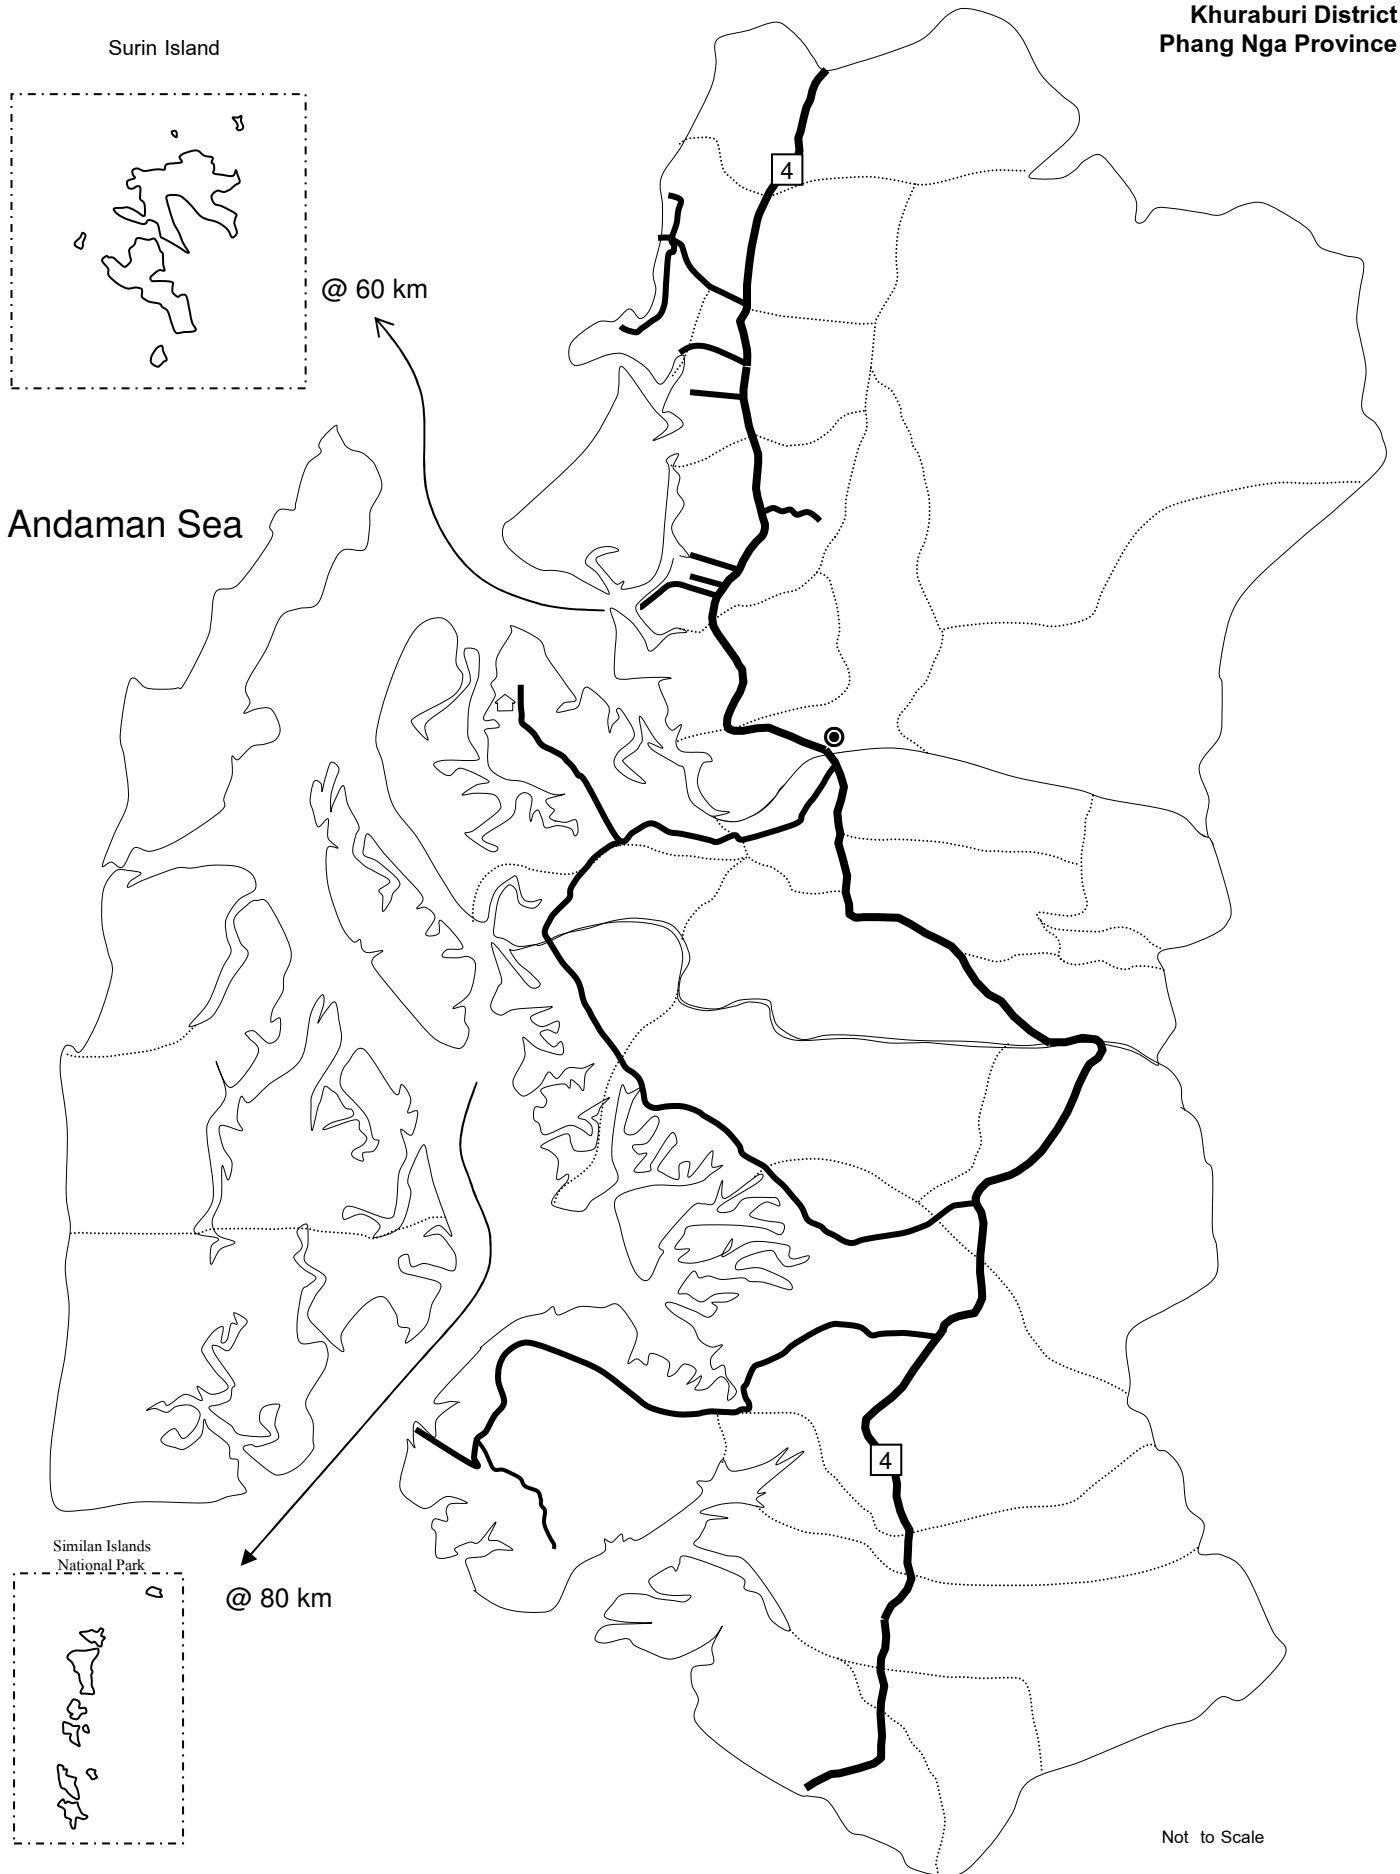 Khuraburi District
Phang Nga Province
Surin Island
4
@ 60 km
Andaman Sea
4
Similan Islands
National Park
@ 80 km
Not to Scale